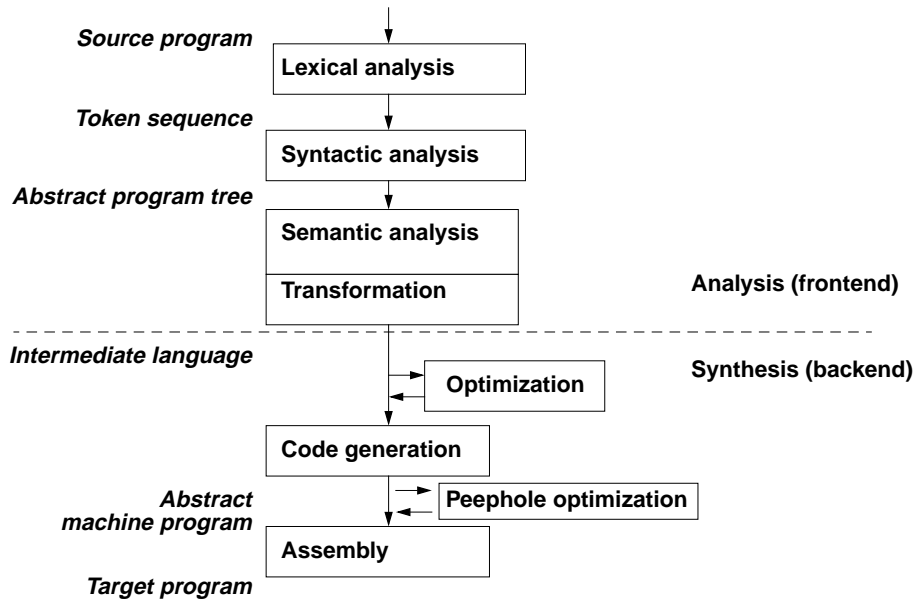 Source program
Lexical analysis
Token sequence
Syntactic analysis
Abstract program tree
Semantic analysis
Transformation
Analysis (frontend)
Intermediate language
Synthesis (backend)
Optimization
Code generation
Abstract
machine program
Peephole optimization
Assembly
Target program